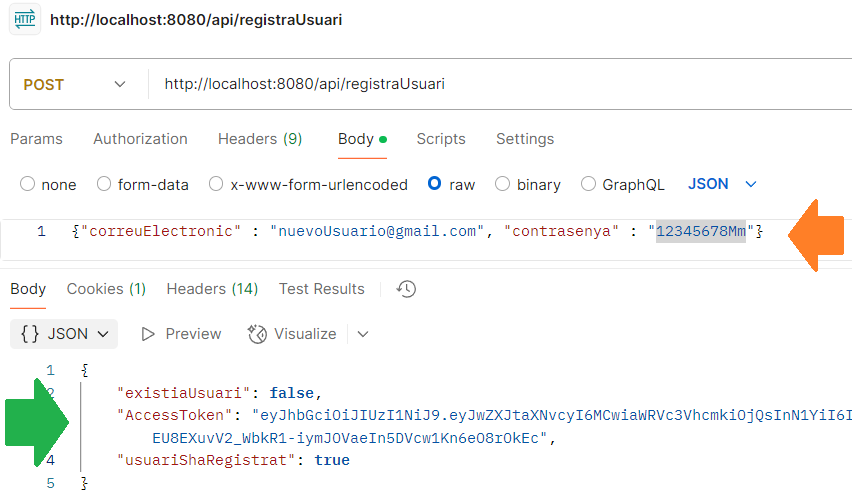 HTTP http://localhost:8080/api/registraUsuari
POST http://localhost:8080/api/registraUsuari
Params Authorization Headers (9) Body Scripts Settings
none form-data x-www-form-urlencoded raw binary GraphQL JSON
1 {"correuElectronic" : "nuevoUsuario@gmail.com", "contrasenya" : "12345678Mm"}
Body Cookies (1) Headers (14) Test Results
{} JSON Preview Visualize
1 {
2 "existiaUsuari": false,
"AccessToken": "eyJhbGciOiJIUzI1NiJ9.eyJwZXJtaXNvcyI6MCwiaWRVc3VhcmkiOjQsInN1YiI6I
EU8EXuvV2_WbkR1-iymJOVaeIn5DVcw1Kn6eO8rOkEc",
4 "usuariShaRegistrat": true
5 }